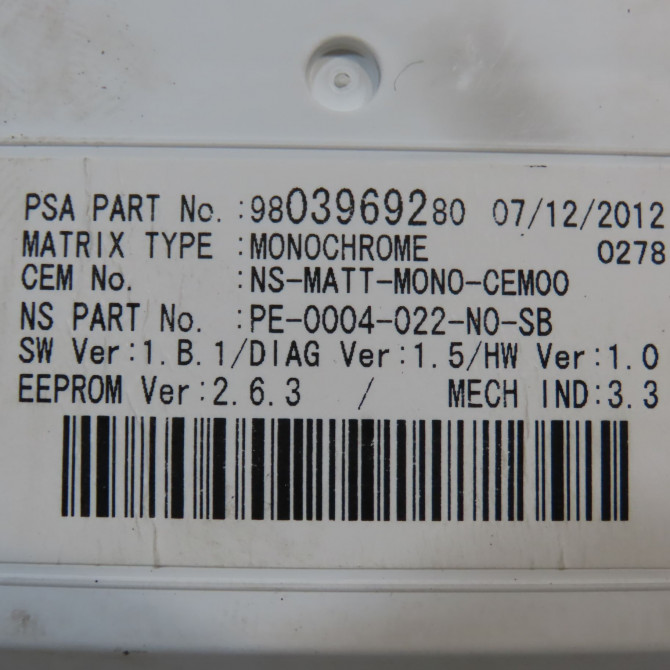 PSA PART No. :9803969280 07/12/2012
MATRIX TYPE :MONOCHROME 0278
CEM No. :NS-MATT-MONO-CEM00
NS PART No. :PE-0004-022-N0-SB
SW Ver:1.B.1/DIAG Ver:1.5/HW Ver:1.0
EEPROM Ver:2.6.3 / MECH IND:3.3